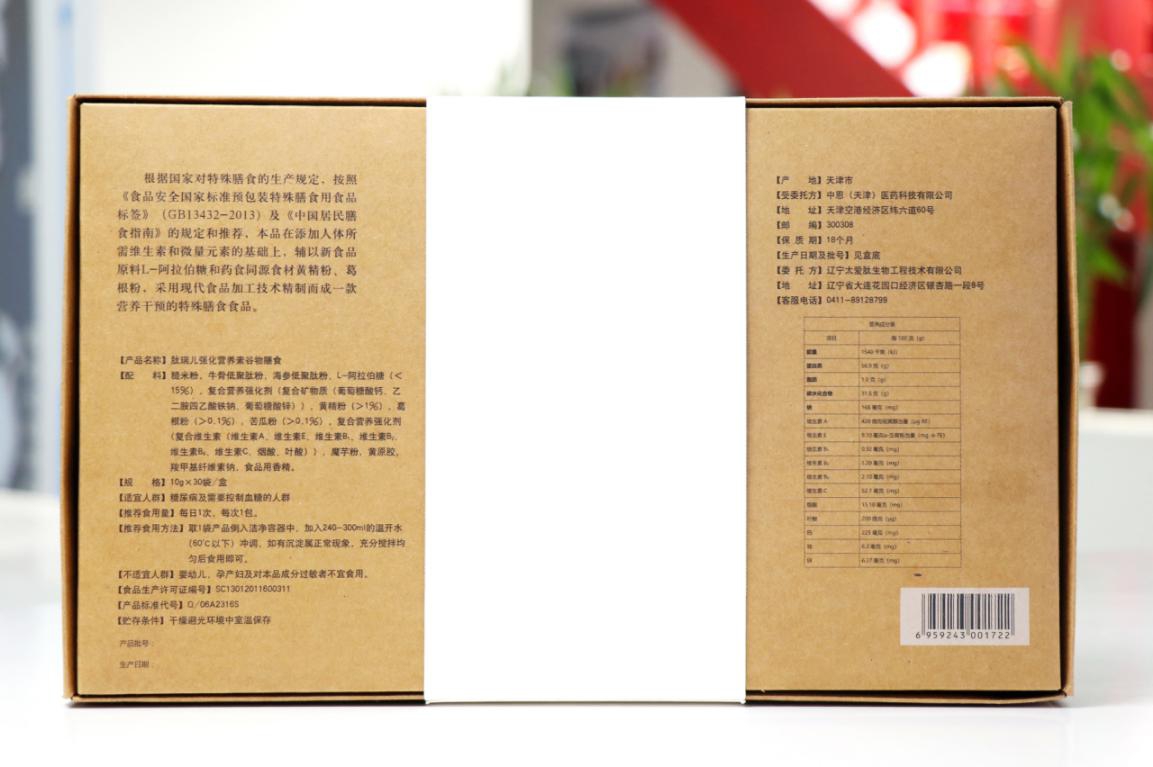 根据国家对特殊膳食的生产规定，按照
《食品安全国家标准预包装特殊膳食用食品
标签》（GB13432-2013）及《中国居民膳
食指南》的规定和推荐，本品在添加人体所
需维生素和微量元素的基础上，辅以新食品
原料L-阿拉伯糖和药食同源食材黄精粉、葛
根粉，采用现代食品加工技术精制而成一款
营养干预的特殊膳食食品。
【产品名称】肽瑞儿强化营养素谷物膳食
【配 料】糙米粉，牛骨低聚肽粉，海参低聚肽粉，L-阿拉伯糖（<
15%），复合营养强化剂（复合矿物质（葡萄糖酸钙、乙
二胺四乙酸铁钠、葡萄糖酸锌）），黄精粉（>1%），葛
根粉（>0.1%），苦瓜粉（>0.1%），复合营养强化剂
（复合维生素（维生素A、维生素E、维生素B₁、维生素B₂、
维生素B₆、维生素C、烟酸、叶酸）），魔芋粉，黄原胶，
羧甲基纤维素钠，食品用香精。
【规 格】10g×30袋/盒
【适宜人群】糖尿病及需要控制血糖的人群
【推荐食用量】每日1次，每次1包。
【推荐食用方法】取1袋产品倒入洁净容器中，加入240-300ml的温开水
（60℃以下）冲调，如有沉淀属正常现象，充分搅拌均
匀后食用即可。
【不适宜人群】婴幼儿、孕产妇及对本品成分过敏者不宜食用。
【食品生产许可证编号】SC13012011600311
【产品标准代号】Q/06A2316S
【贮存条件】干燥避光环境中室温保存
产品批号：
生产日期：
【产 地】天津市
【受委托方】中恩（天津）医药科技有限公司
【地 址】天津空港经济区纬六道60号
【邮 编】300308
【保 质 期】18个月
【生产日期及批号】见盒底
【委 托 方】辽宁太爱肽生物工程技术有限公司
【地 址】辽宁省大连花园口经济区银杏路一段8号
【客服电话】0411-89128799
营养成分表
项目 每 100 克（g）
能量 1540 千焦（kJ）
蛋白质
脂肪
碳水化合物
钠
维生素 A
维生素 E
维生素 B₁
维生素 B₂
维生素 B₆
维生素 C
烟酸
叶酸
钙
铁
锌
6 959243 001722